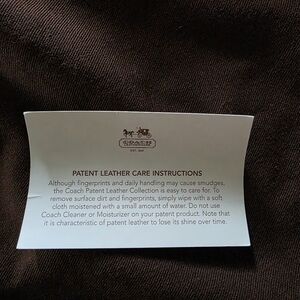 COACH
EST. 1941
PATENT LEATHER CARE INSTRUCTIONS
Although fingerprints and daily handling may cause smudges,
the Coach Patent Leather Collection is easy to care for. To
remove surface dirt and fingerprints, simply wipe with a soft
cloth moistened with a small amount of water. Do not use
Coach Cleaner or Moisturizer on your patent product. Note that
it is characteristic of patent leather to lose its shine over time.